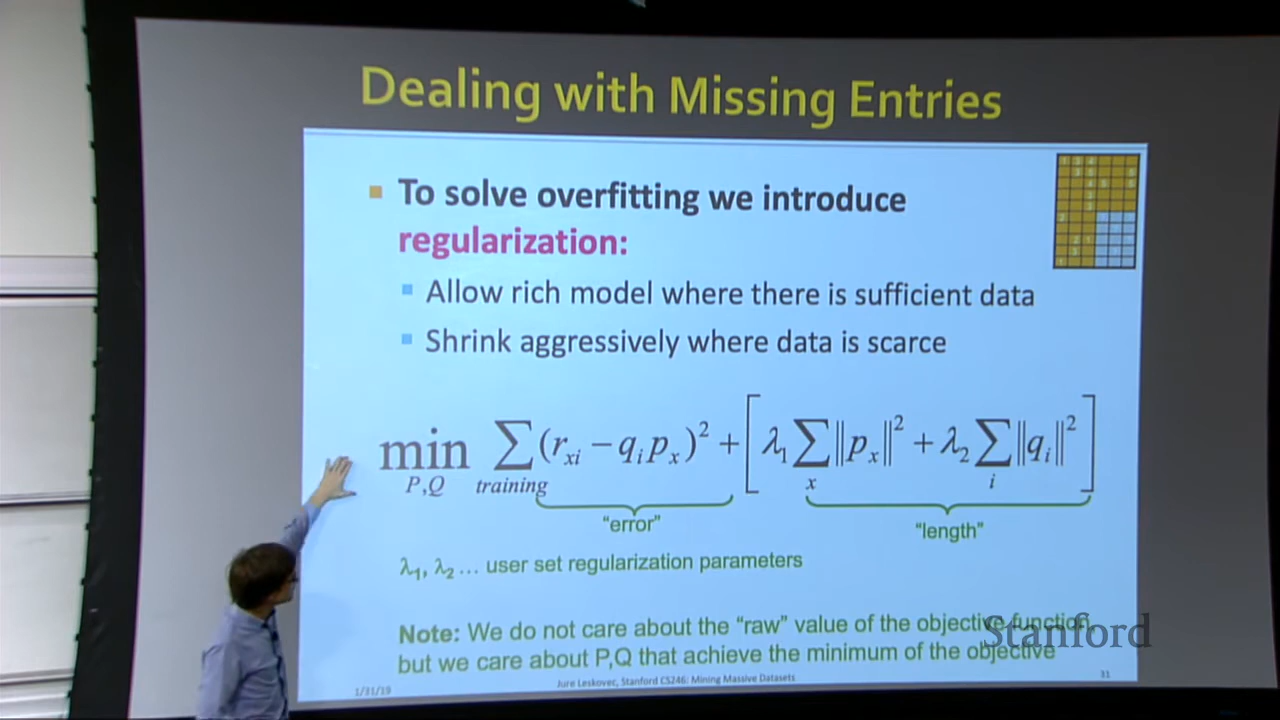 Dealing with Missing Entries
To solve overfitting we introduce
regularization:
Allow rich model where there is sufficient data
Shrink aggressively where data is scarce
min P,Q ∑ training (r_xi − q_i p_x)² + [λ₁ ∑ x ‖p_x‖² + λ₂ ∑ i ‖q_i‖²]
"error"
"length"
λ₁, λ₂ ... user set regularization parameters
Note: We do not care about the "raw" value of the objective function,
but we care about P,Q that achieve the minimum of the objective
Stanford
1/31/19
Jure Leskovec, Stanford CS246: Mining Massive Datasets
31